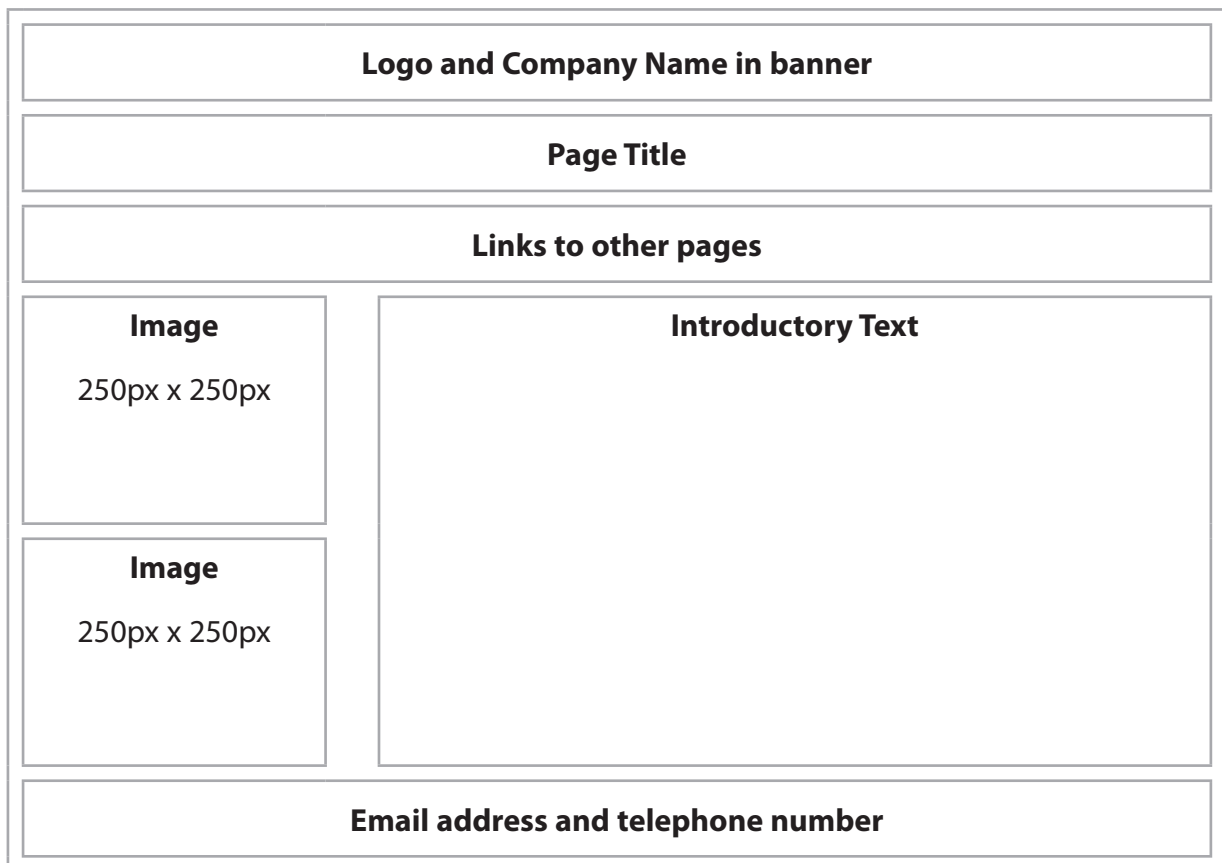 Logo and Company Name in banner
Page Title
Links to other pages
Image
250px x 250px
Introductory Text
Image
250px x 250px
Email address and telephone number